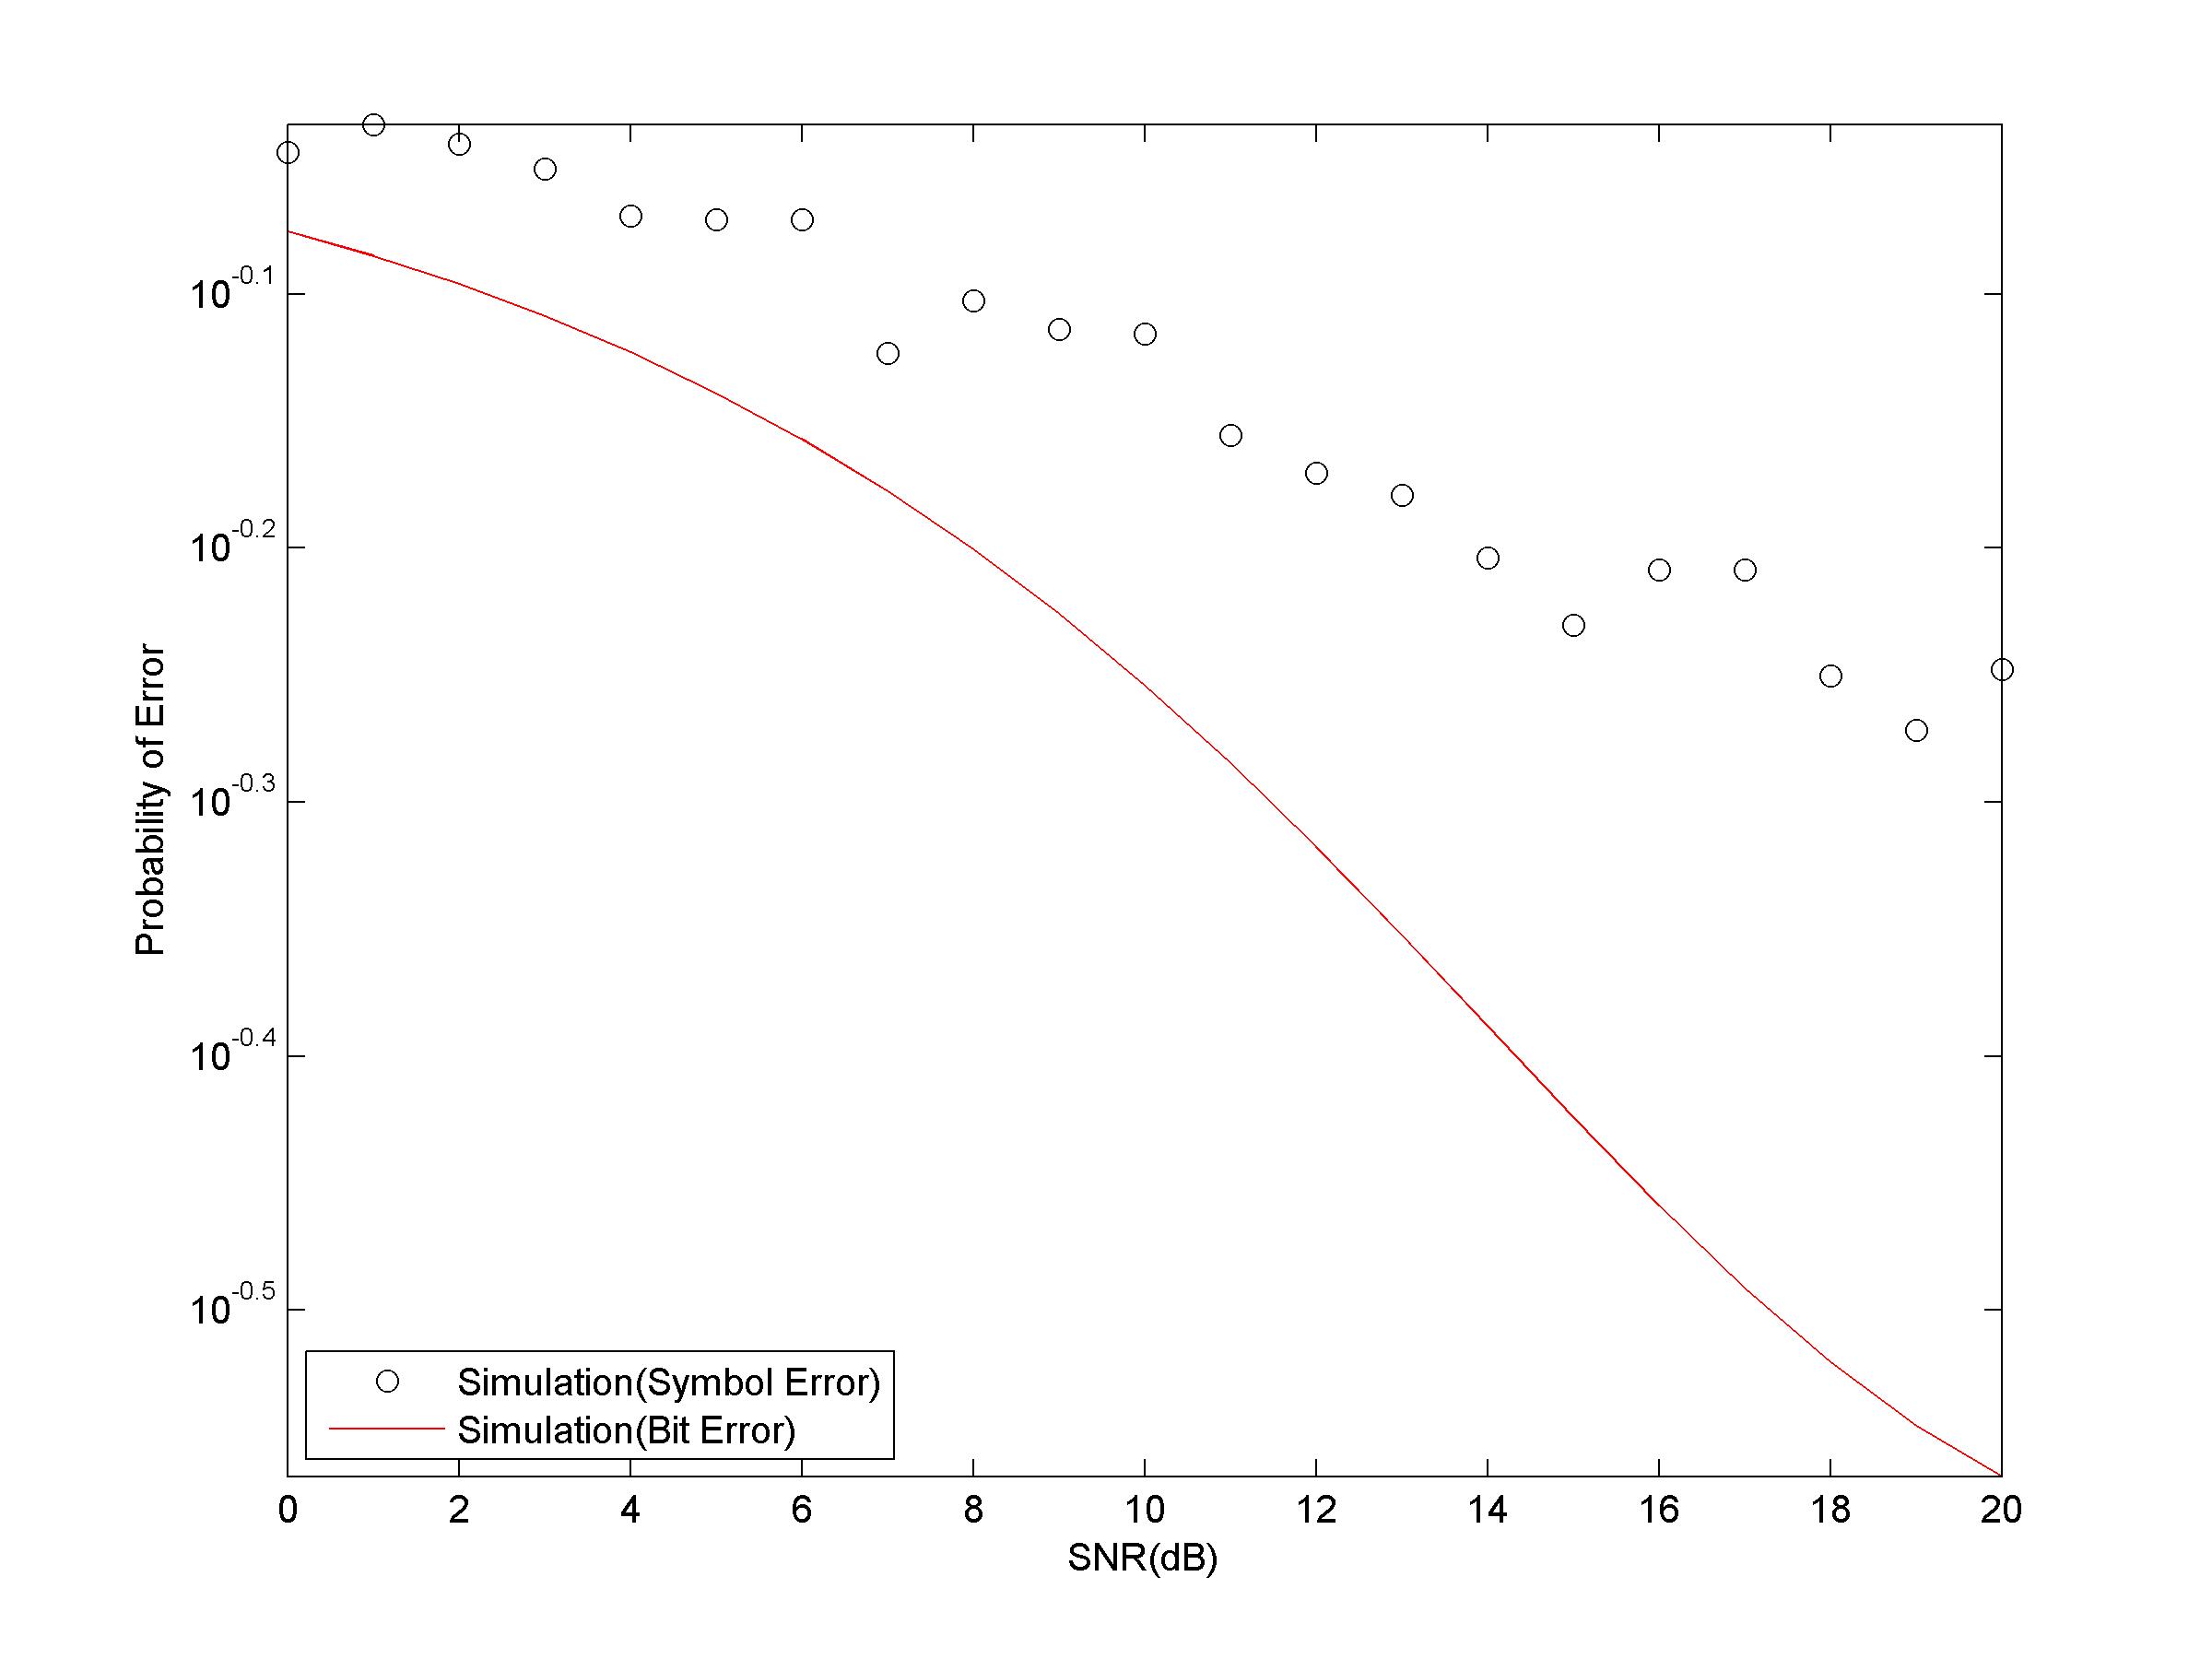 10^-0.1
10^-0.2
10^-0.3
10^-0.4
10^-0.5
Probability of Error
Simulation(Symbol Error)
Simulation(Bit Error)
0 2 4 6 8 10 12 14 16 18 20
SNR(dB)